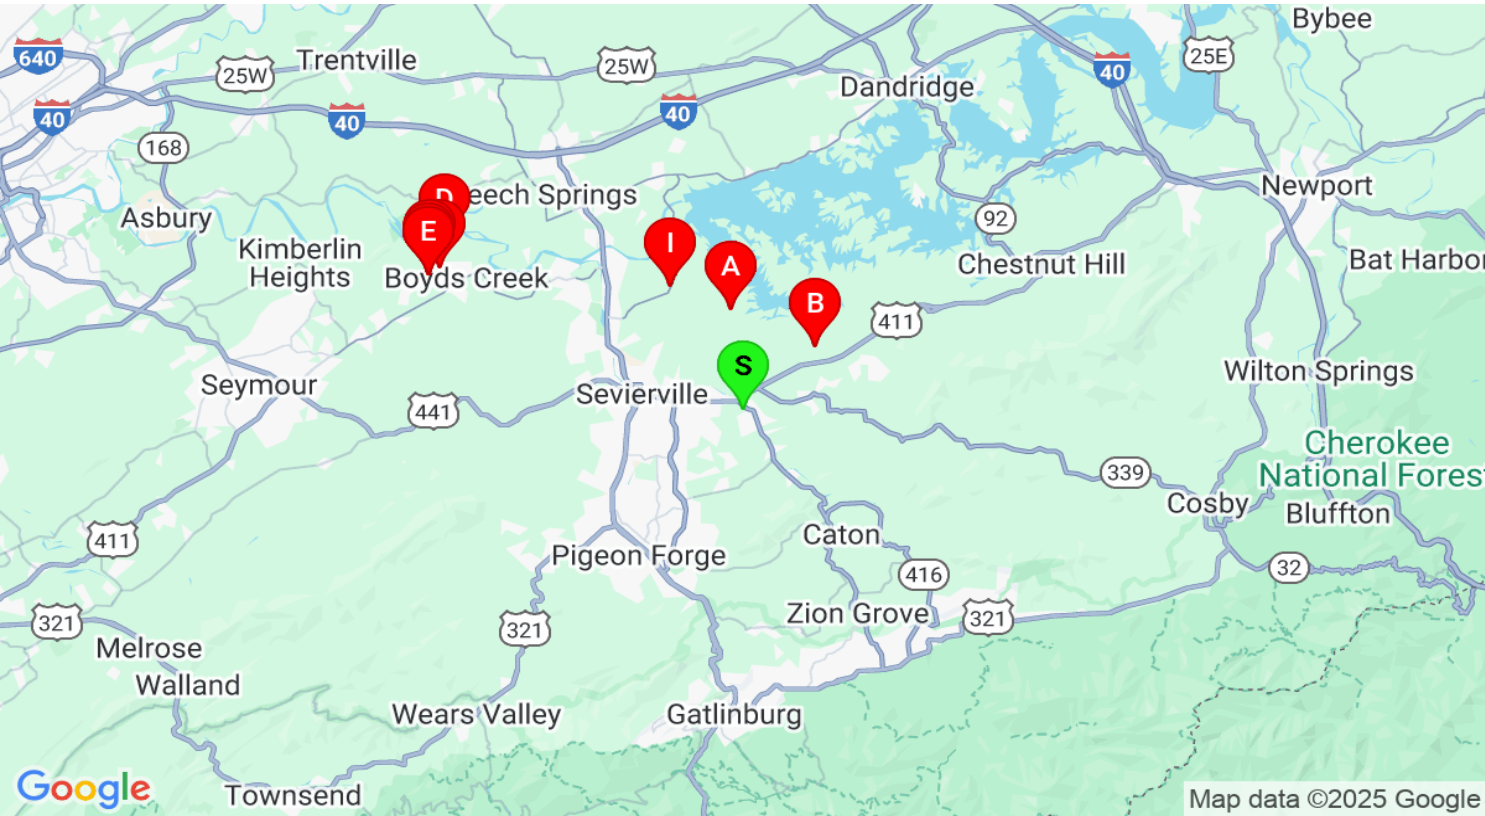 Bybee
640
25W
Trentville
25W
25E
40
Dandridge
40
40
40
168
D
eech Springs
Newport
Asbury
92
E
I
Kimberlin
Heights
Boyds Creek
A
Chestnut Hill
Bat Harbor
B
411
S
Seymour
Sevierville
Wilton Springs
441
Cherokee
National Forest
339
Cosby
Bluffton
411
Caton
Pigeon Forge
416
32
321
321
Zion Grove
321
Melrose
Walland
Wears Valley
Gatlinburg
Google
Townsend
Map data ©2025 Google